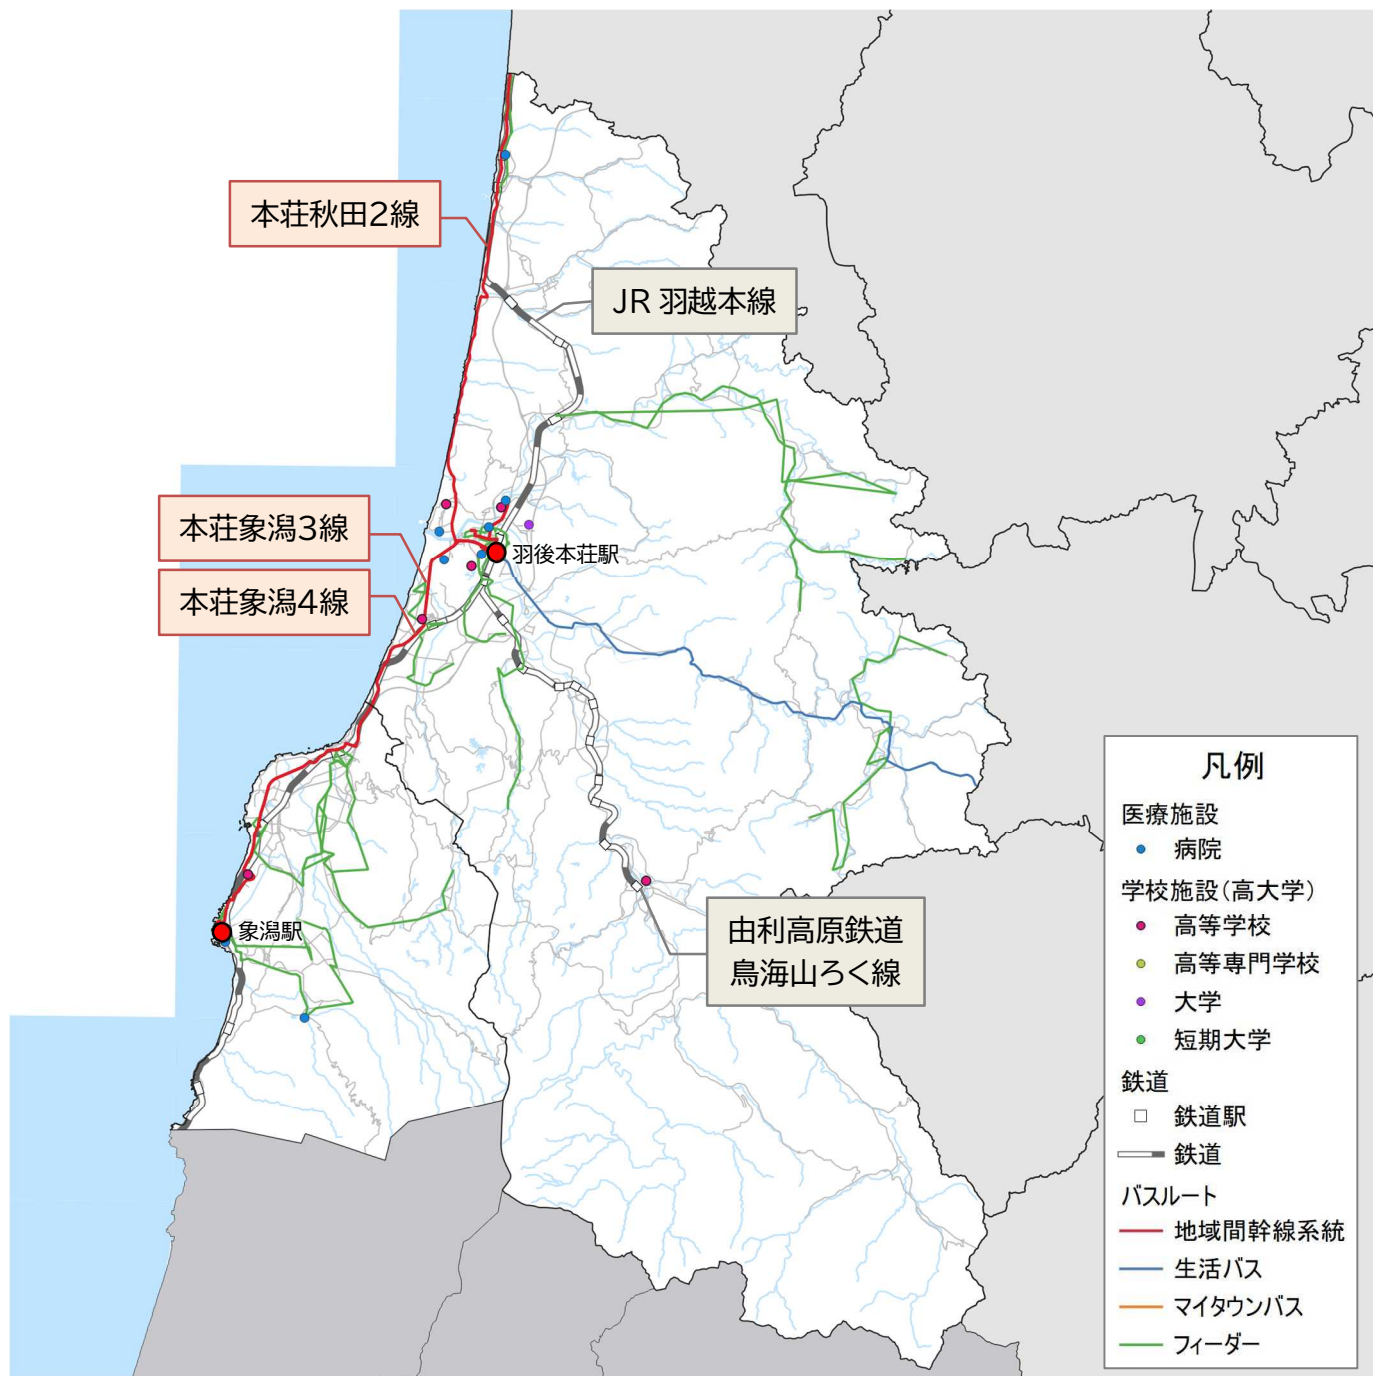 本荘秋田2線
JR 羽越本線
本荘象潟3線
羽後本荘駅
本荘象潟4線
象潟駅
由利高原鉄道
鳥海山ろく線
凡例
医療施設
病院
学校施設(高大学)
高等学校
高等専門学校
大学
短期大学
鉄道
鉄道駅
鉄道
バスルート
地域間幹線系統
生活バス
マイタウンバス
フィーダー